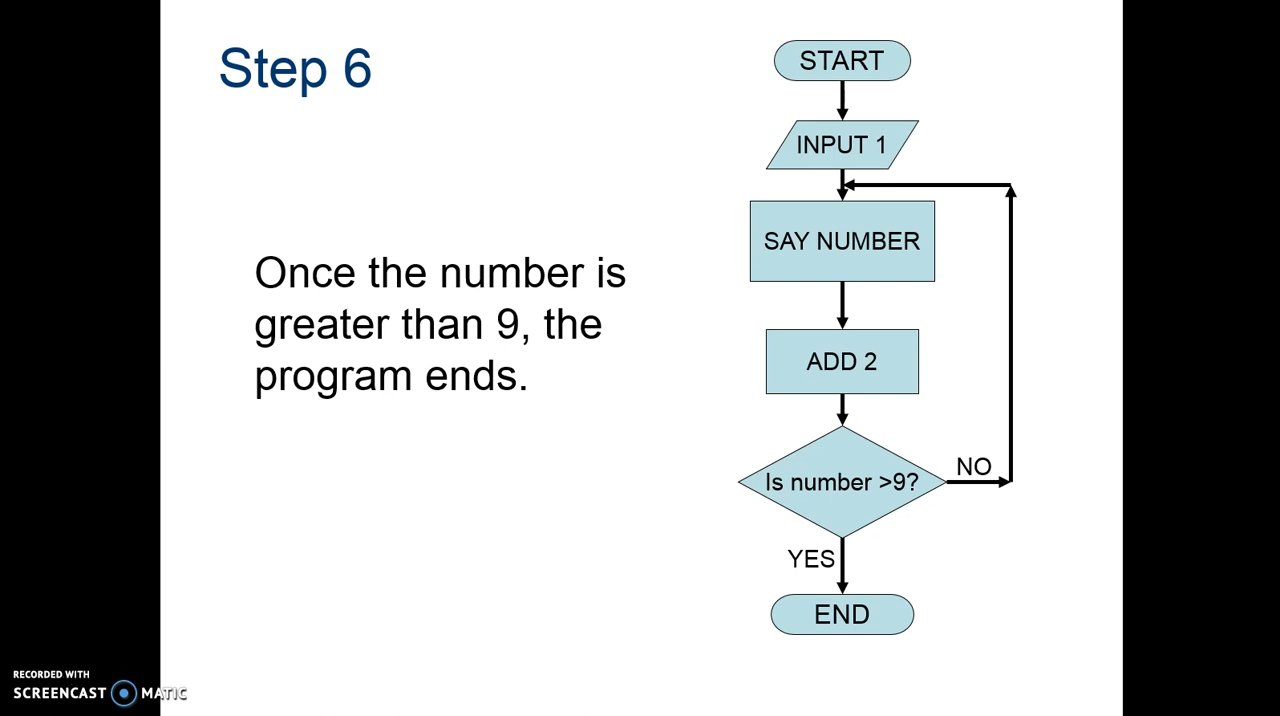 Step 6
Once the number is
greater than 9, the
program ends.
START
INPUT 1
SAY NUMBER
ADD 2
Is number >9?
NO
YES
END
RECORDED WITH
SCREENCAST MATIC